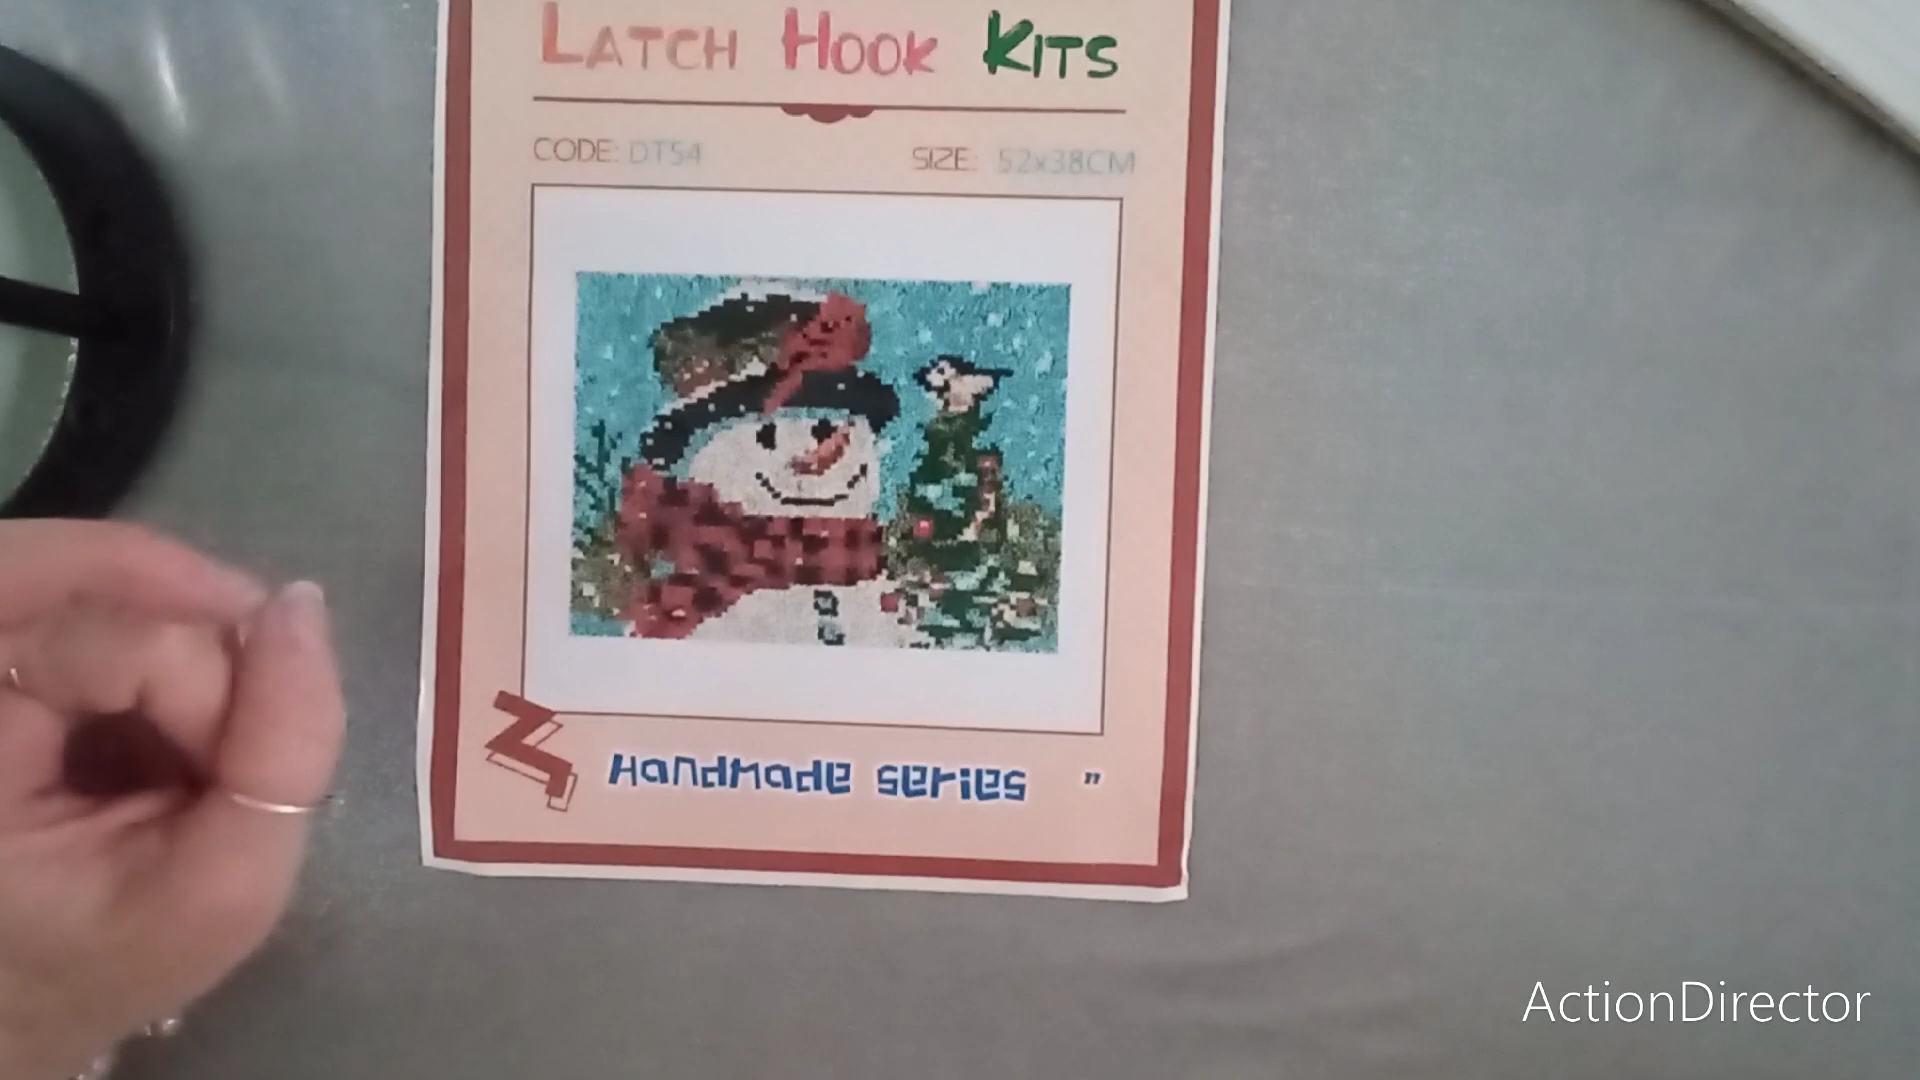 LATCH HOOK KITS
CODE: DT54 SIZE: 52x38CM
Handmade series "
ActionDirector